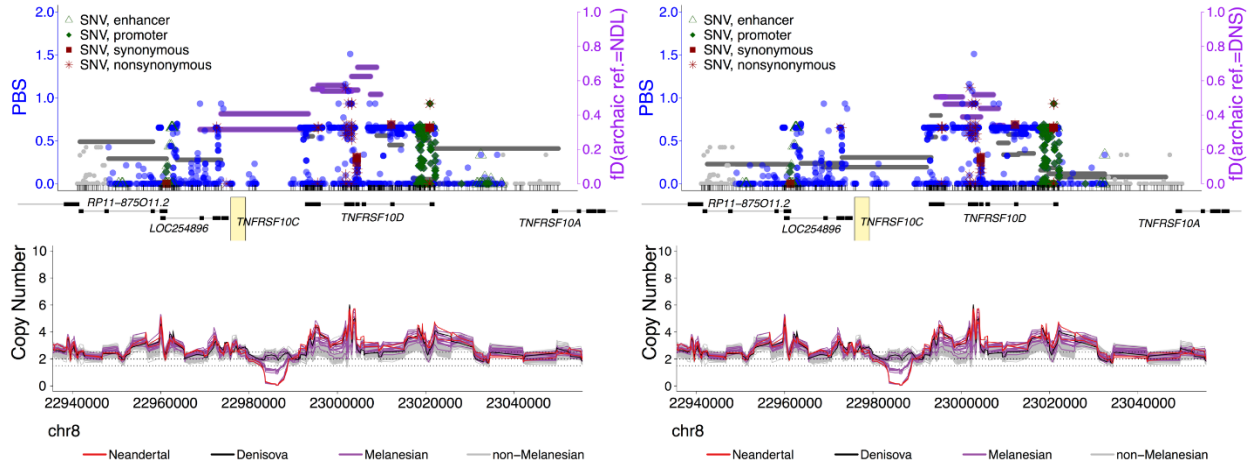 2.0
1.5
1.0
0.5
0.0
PBS
△ SNV, enhancer
◆ SNV, promoter
■ SNV, synonymous
✳ SNV, nonsynonymous
1.0
0.8
0.6
0.4
0.2
0.0
fD(archaic ref.=NDL)
RP11−875O11.2
LOC254896
TNFRSF10C
TNFRSF10D
TNFRSF10A
10
8
6
4
2
0
Copy Number
22940000 22960000 22980000 23000000 23020000 23040000
chr8
Neandertal Denisova Melanesian non−Melanesian
2.0
1.5
1.0
0.5
0.0
PBS
△ SNV, enhancer
◆ SNV, promoter
■ SNV, synonymous
✳ SNV, nonsynonymous
1.0
0.8
0.6
0.4
0.2
0.0
fD(archaic ref.=DNS)
RP11−875O11.2
LOC254896
TNFRSF10C
TNFRSF10D
TNFRSF10A
10
8
6
4
2
0
Copy Number
22940000 22960000 22980000 23000000 23020000 23040000
chr8
Neandertal Denisova Melanesian non−Melanesian